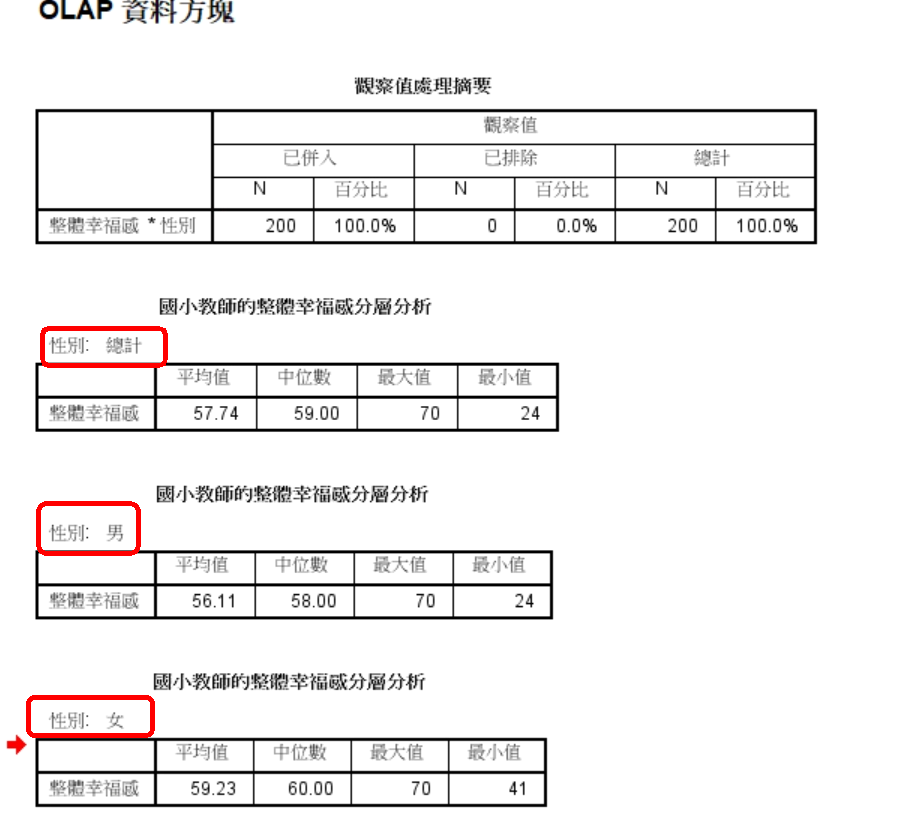 OLAP 資料方塊
觀察值處理摘要
觀察值
已併入 已排除 總計
N 百分比 N 百分比 N 百分比
整體幸福感 * 性別 200 100.0% 0 0.0% 200 100.0%
國小教師的整體幸福感分層分析
性別: 總計
平均值 中位數 最大值 最小值
整體幸福感 57.74 59.00 70 24
國小教師的整體幸福感分層分析
性別: 男
平均值 中位數 最大值 最小值
整體幸福感 56.11 58.00 70 24
國小教師的整體幸福感分層分析
性別: 女
平均值 中位數 最大值 最小值
整體幸福感 59.23 60.00 70 41